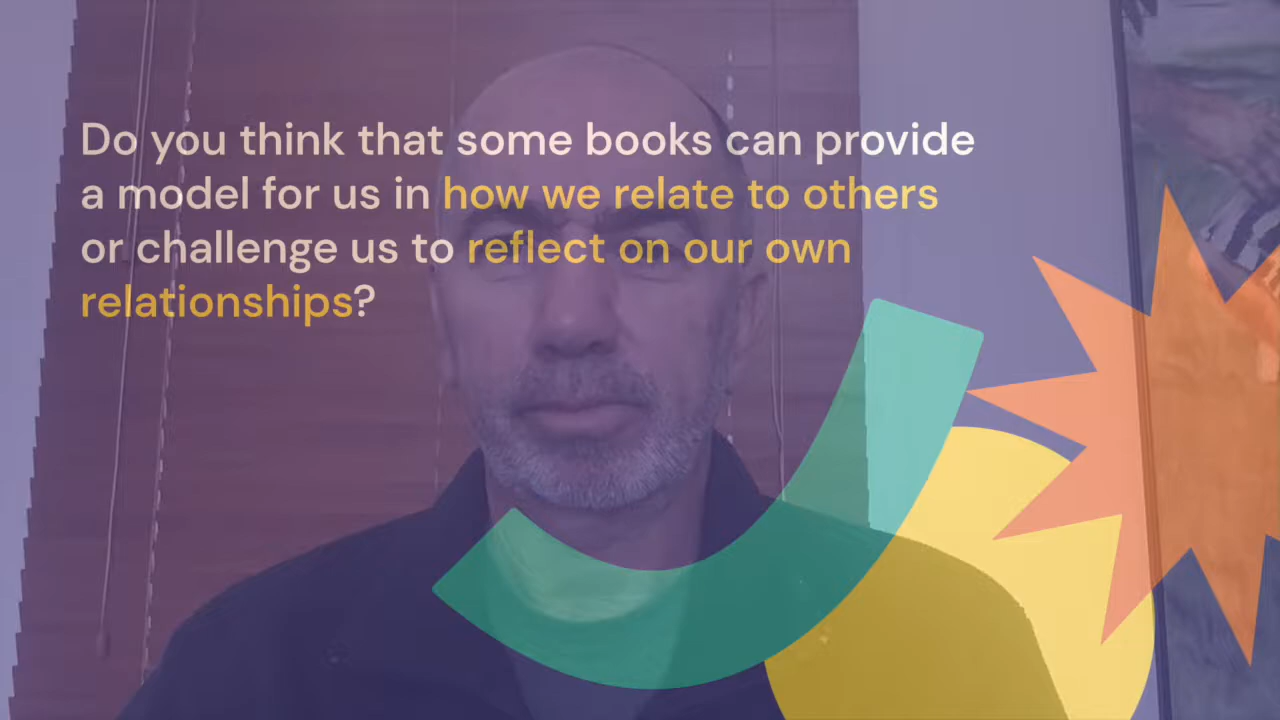 Do you think that some books can provide
a model for us in how we relate to others
or challenge us to reflect on our own
relationships?